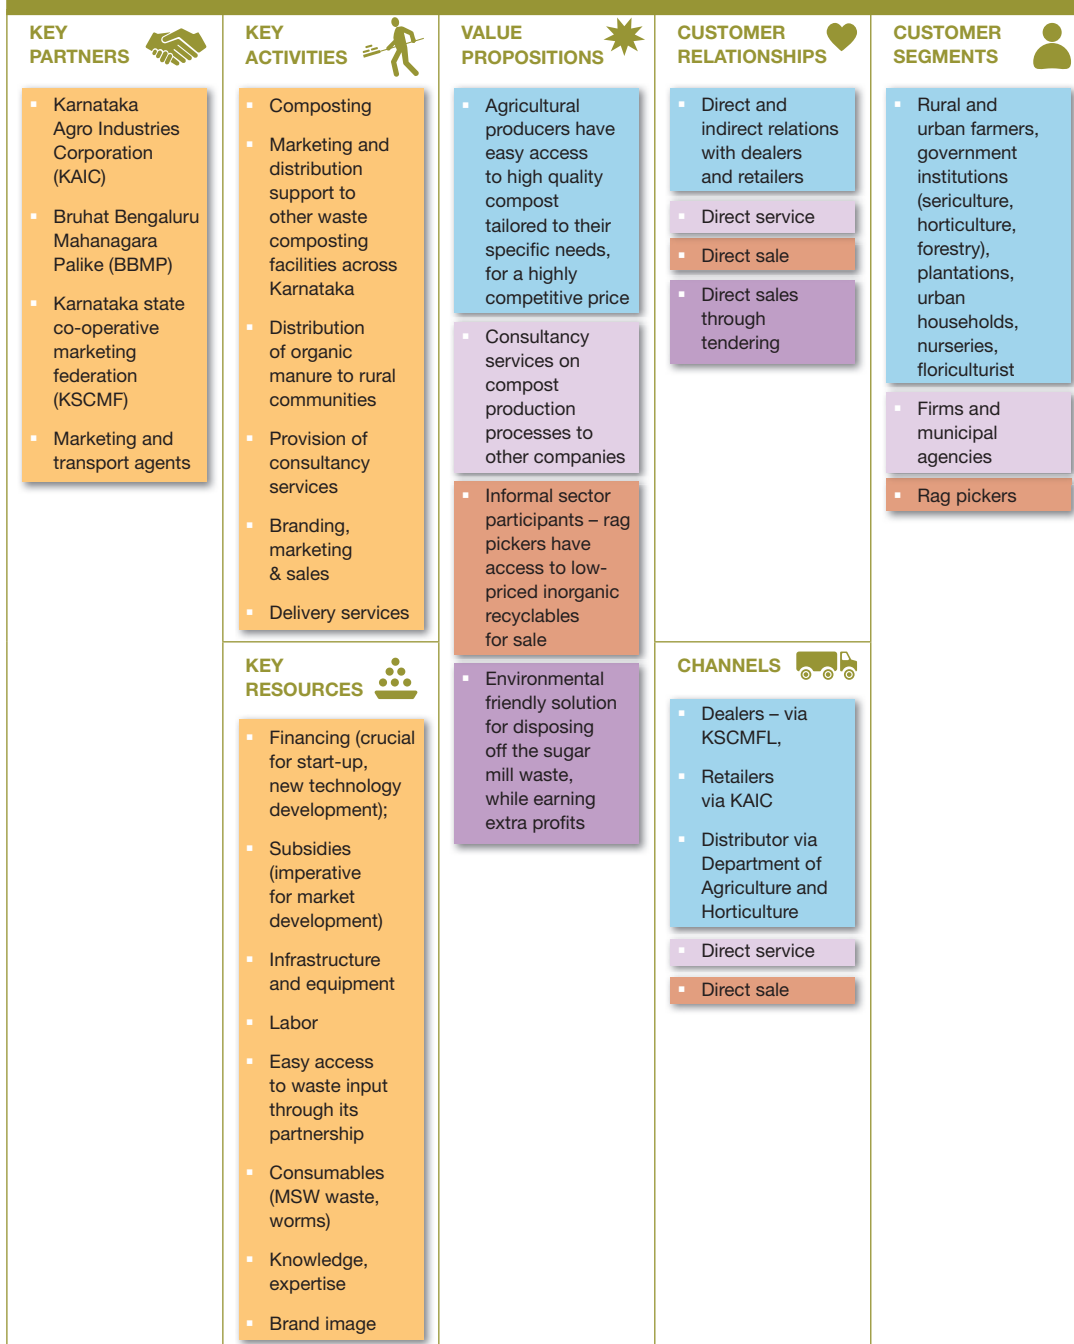 KEY
PARTNERS
Karnataka
Agro Industries
Corporation
(KAIC)
Bruhat Bengaluru
Mahanagara
Palike (BBMP)
Karnataka state
co-operative
marketing
federation
(KSCMF)
Marketing and
transport agents
KEY
ACTIVITIES
Composting
Marketing and
distribution
support to
other waste
composting
facilities across
Karnataka
Distribution
of organic
manure to rural
communities
Provision of
consultancy
services
Branding,
marketing
& sales
Delivery services
KEY
RESOURCES
Financing (crucial
for start-up,
new technology
development);
Subsidies
(imperative
for market
development)
Infrastructure
and equipment
Labor
Easy access
to waste input
through its
partnership
Consumables
(MSW waste,
worms)
Knowledge,
expertise
Brand image
VALUE
PROPOSITIONS
Agricultural
producers have
easy access
to high quality
compost
tailored to their
specific needs,
for a highly
competitive price
Consultancy
services on
compost
production
processes to
other companies
Informal sector
participants – rag
pickers have
access to low-
priced inorganic
recyclables
for sale
Environmental
friendly solution
for disposing
off the sugar
mill waste,
while earning
extra profits
CUSTOMER
RELATIONSHIPS
Direct and
indirect relations
with dealers
and retailers
Direct service
Direct sale
Direct sales
through
tendering
CHANNELS
Dealers – via
KSCMFL,
Retailers
via KAIC
Distributor via
Department of
Agriculture and
Horticulture
Direct service
Direct sale
CUSTOMER
SEGMENTS
Rural and
urban farmers,
government
institutions
(sericulture,
horticulture,
forestry),
plantations,
urban
households,
nurseries,
floriculturist
Firms and
municipal
agencies
Rag pickers